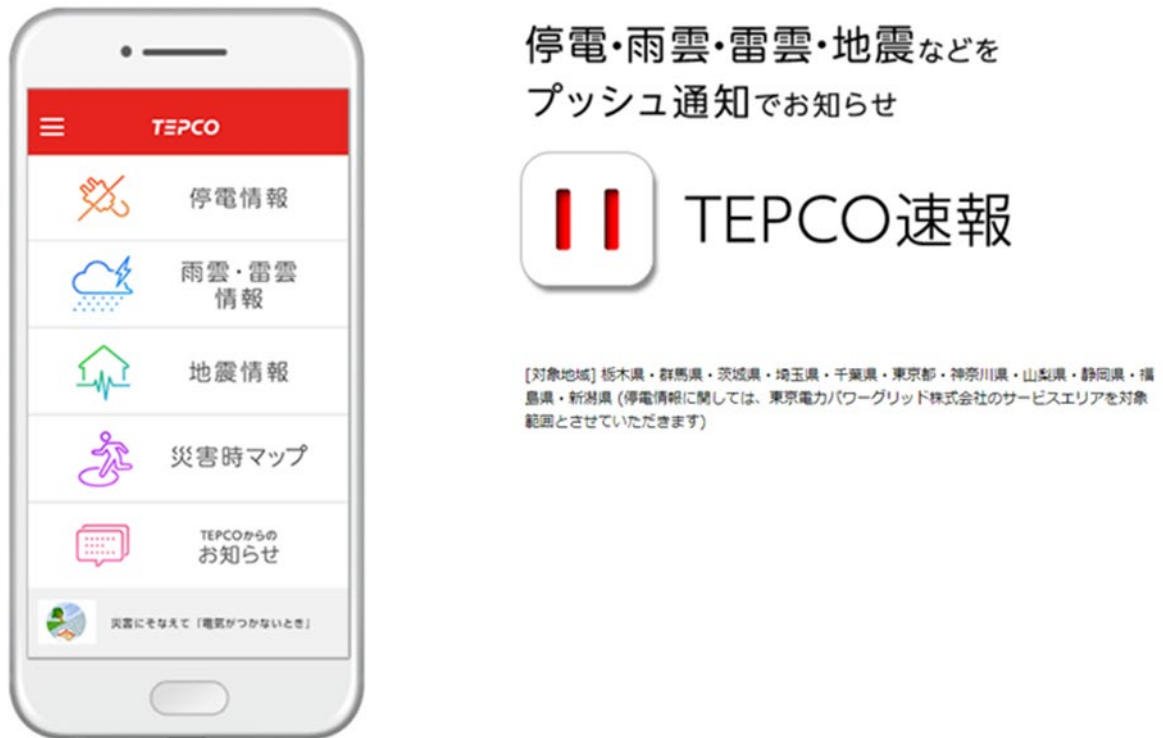 TEPCO
停電情報
雨雲・雷雲
情報
地震情報
災害時マップ
TEPCOからの
お知らせ
災害にそなえて「電気がつかないとき」
停電・雨雲・雷雲・地震などを
プッシュ通知でお知らせ
TEPCO速報
[対象地域] 栃木県・群馬県・茨城県・埼玉県・千葉県・東京都・神奈川県・山梨県・静岡県・福
島県・新潟県 (停電情報に関しては、東京電力パワーグリッド株式会社のサービスエリアを対象
範囲とさせていただきます)